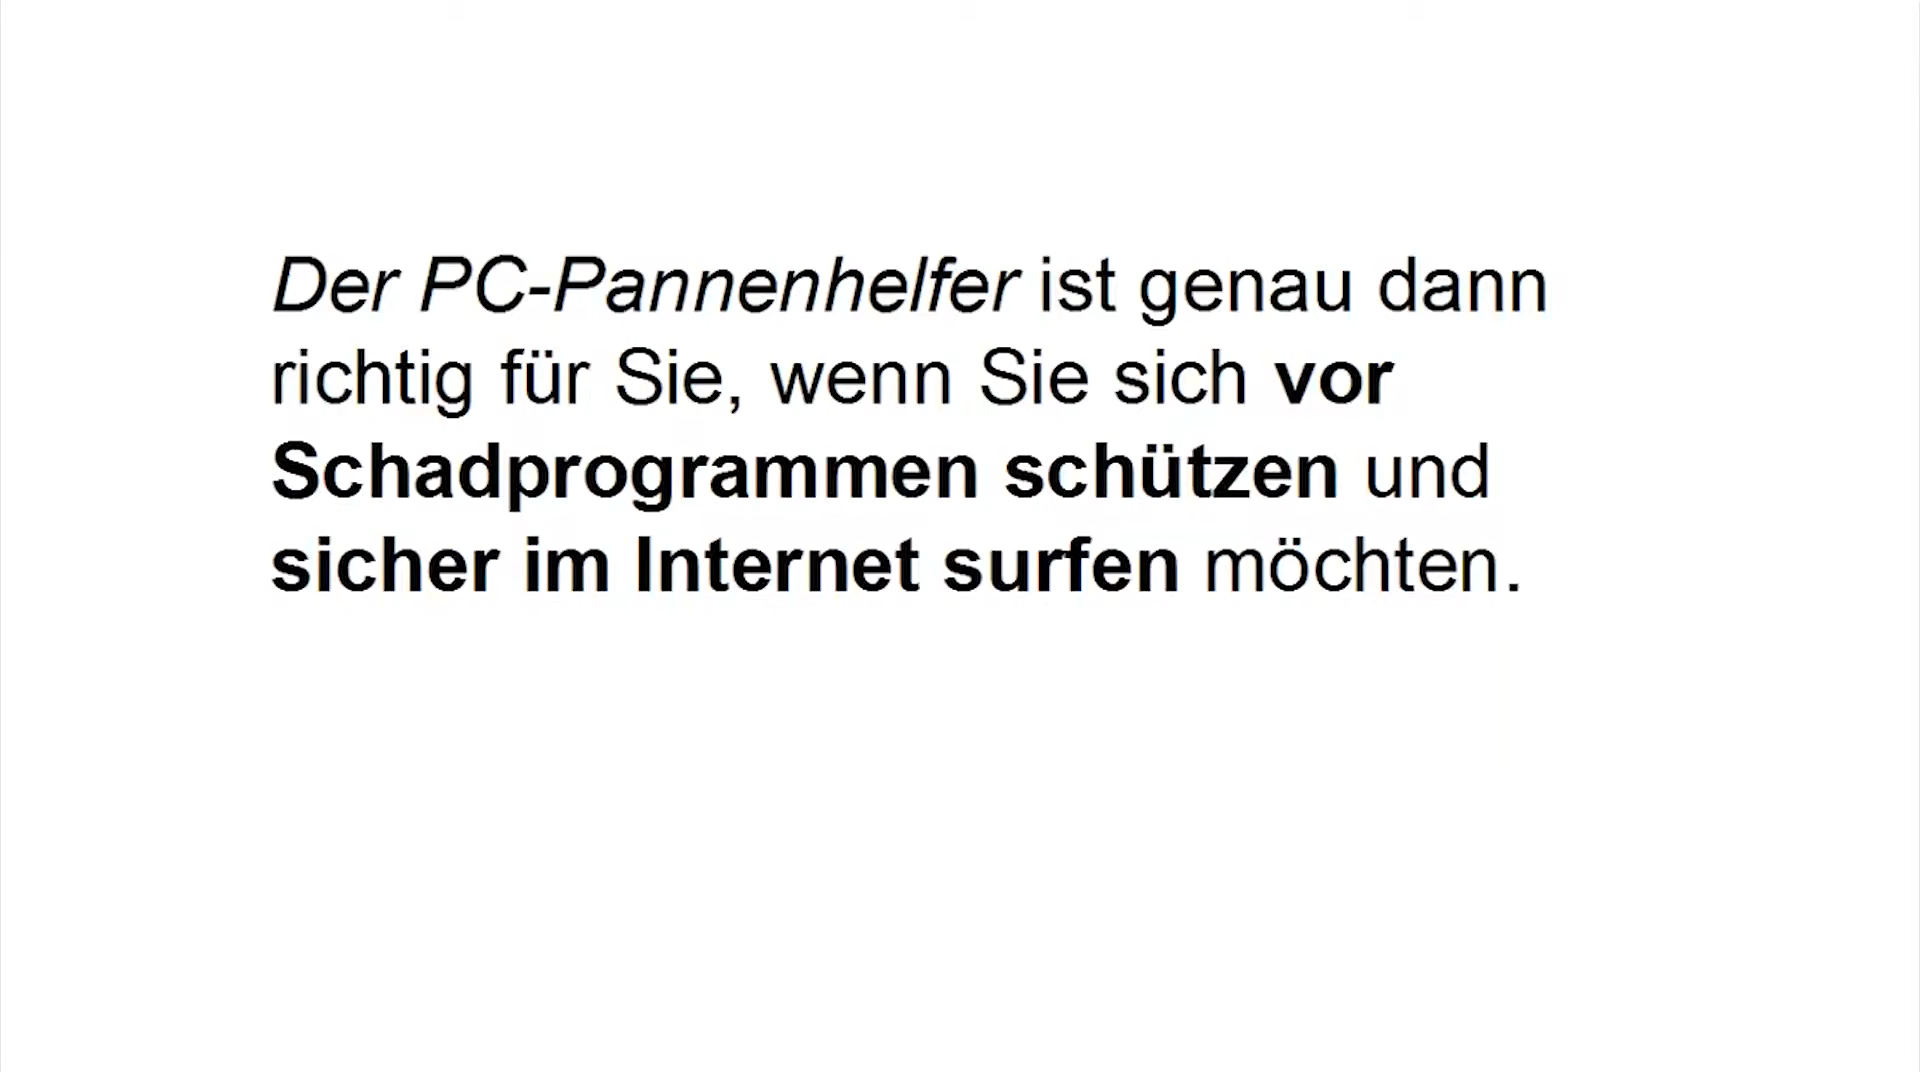 Der PC-Pannenhelfer ist genau dann
richtig für Sie, wenn Sie sich vor
Schadprogrammen schützen und
sicher im Internet surfen möchten.